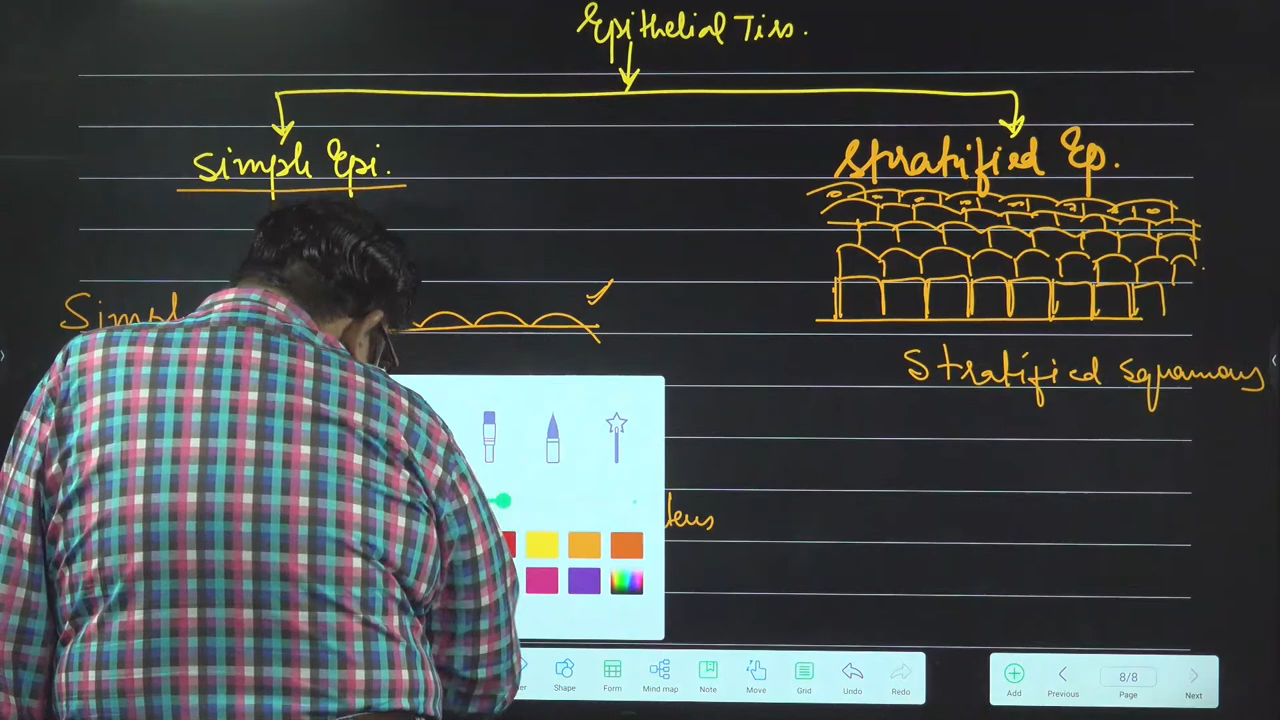 Epithelial Tiss.
Simple Epi.
Stratified Ep.
Simple
Stratified Squamous
Shape
Form
Mind map
Note
Move
Grid
Undo
Redo
Add
Previous
8/8
Page
Next